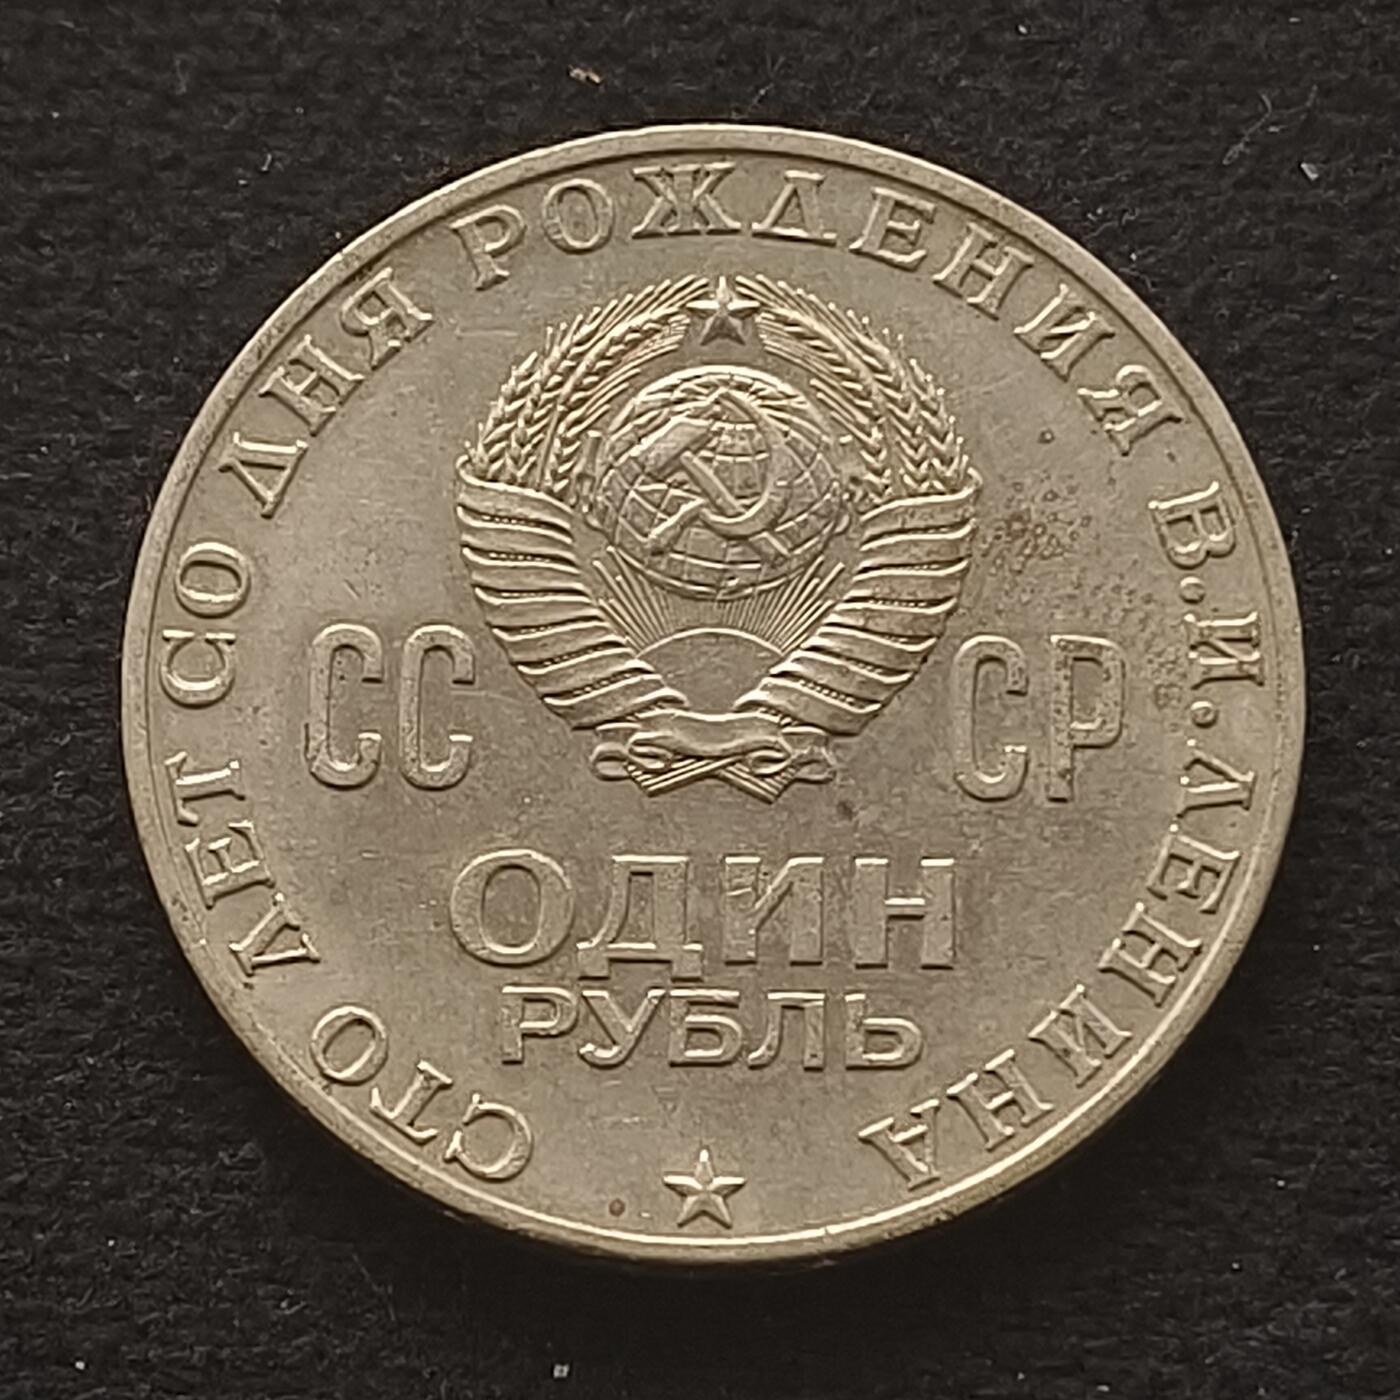 СТО ЛЕТ СО ДНЯ РОЖДЕНИЯ В.И.ЛЕНИНА
СС СР
ОДИН
РУБЛЬ